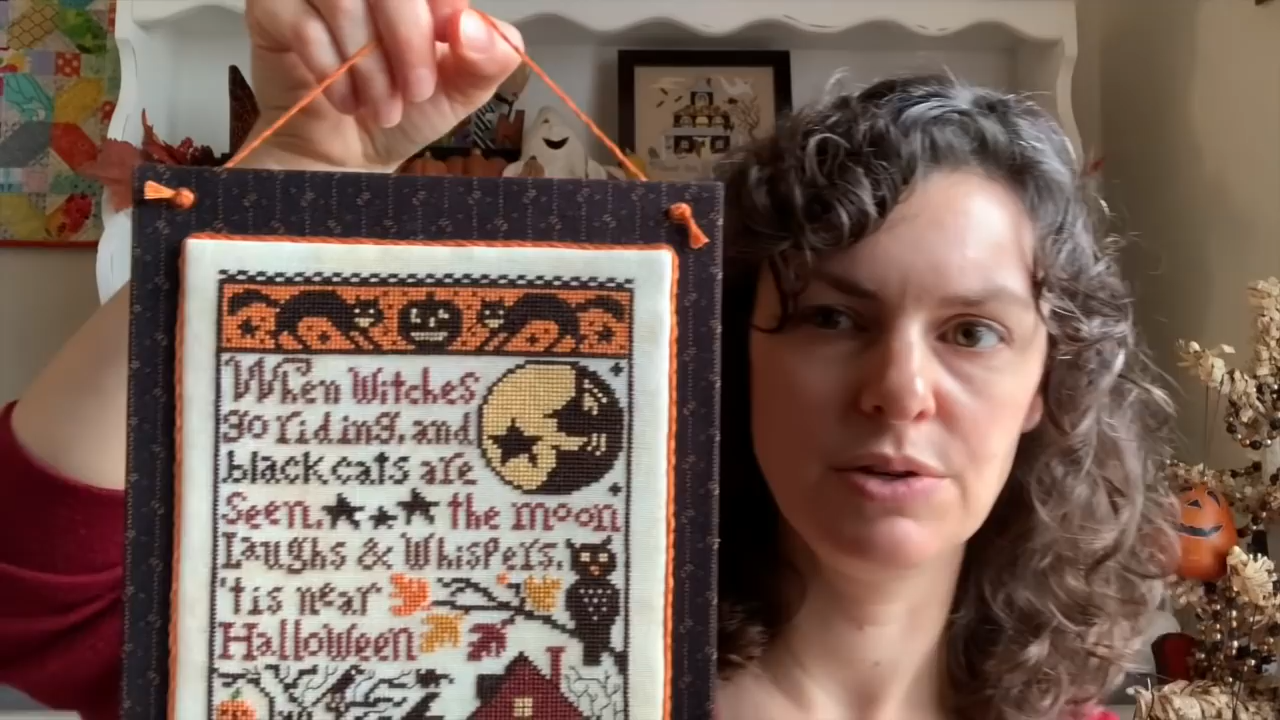 When Witches
go riding, and
black cats are
Seen, the moon
Laughs & Whispers,
'tis near
Halloween